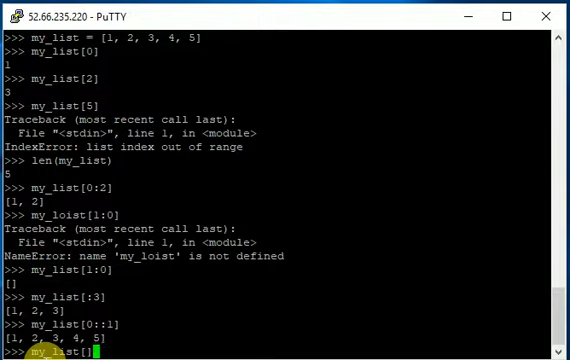 52.66.235.220 - PuTTY
>>> my_list = [1, 2, 3, 4, 5]
>>> my_list[0]
1
>>> my_list[2]
3
>>> my_list[5]
Traceback (most recent call last):
  File "<stdin>", line 1, in <module>
IndexError: list index out of range
>>> len(my_list)
5
>>> my_list[0:2]
[1, 2]
>>> my_loist[1:0]
Traceback (most recent call last):
  File "<stdin>", line 1, in <module>
NameError: name 'my_loist' is not defined
>>> my_list[1:0]
[]
>>> my_list[:3]
[1, 2, 3]
>>> my_list[0::1]
[1, 2, 3, 4, 5]
>>> my_list[]